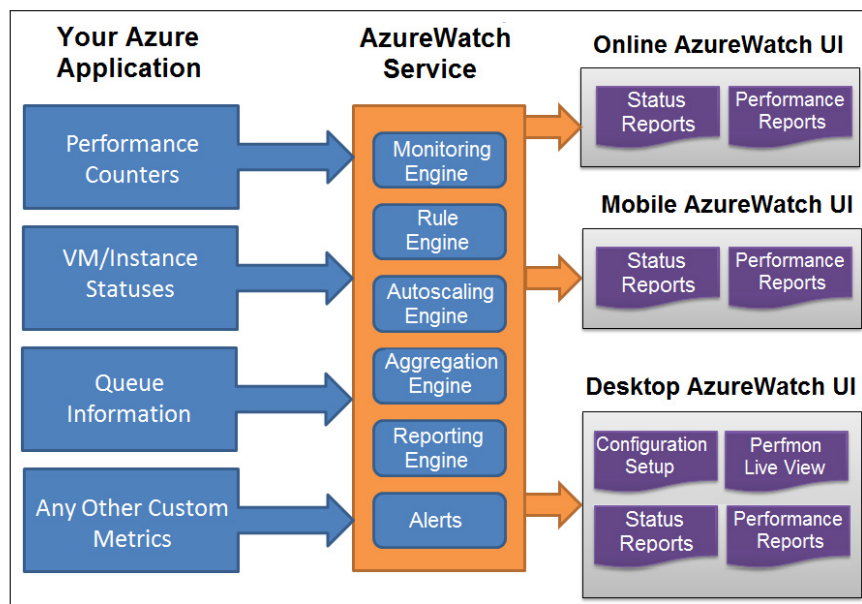 Your Azure
Application
Performance
Counters
VM/Instance
Statuses
Queue
Information
Any Other Custom
Metrics
AzureWatch
Service
Monitoring
Engine
Rule
Engine
Autoscaling
Engine
Aggregation
Engine
Reporting
Engine
Alerts
Online AzureWatch UI
Status
Reports
Performance
Reports
Mobile AzureWatch UI
Status
Reports
Performance
Reports
Desktop AzureWatch UI
Configuration
Setup
Perfmon
Live View
Status
Reports
Performance
Reports